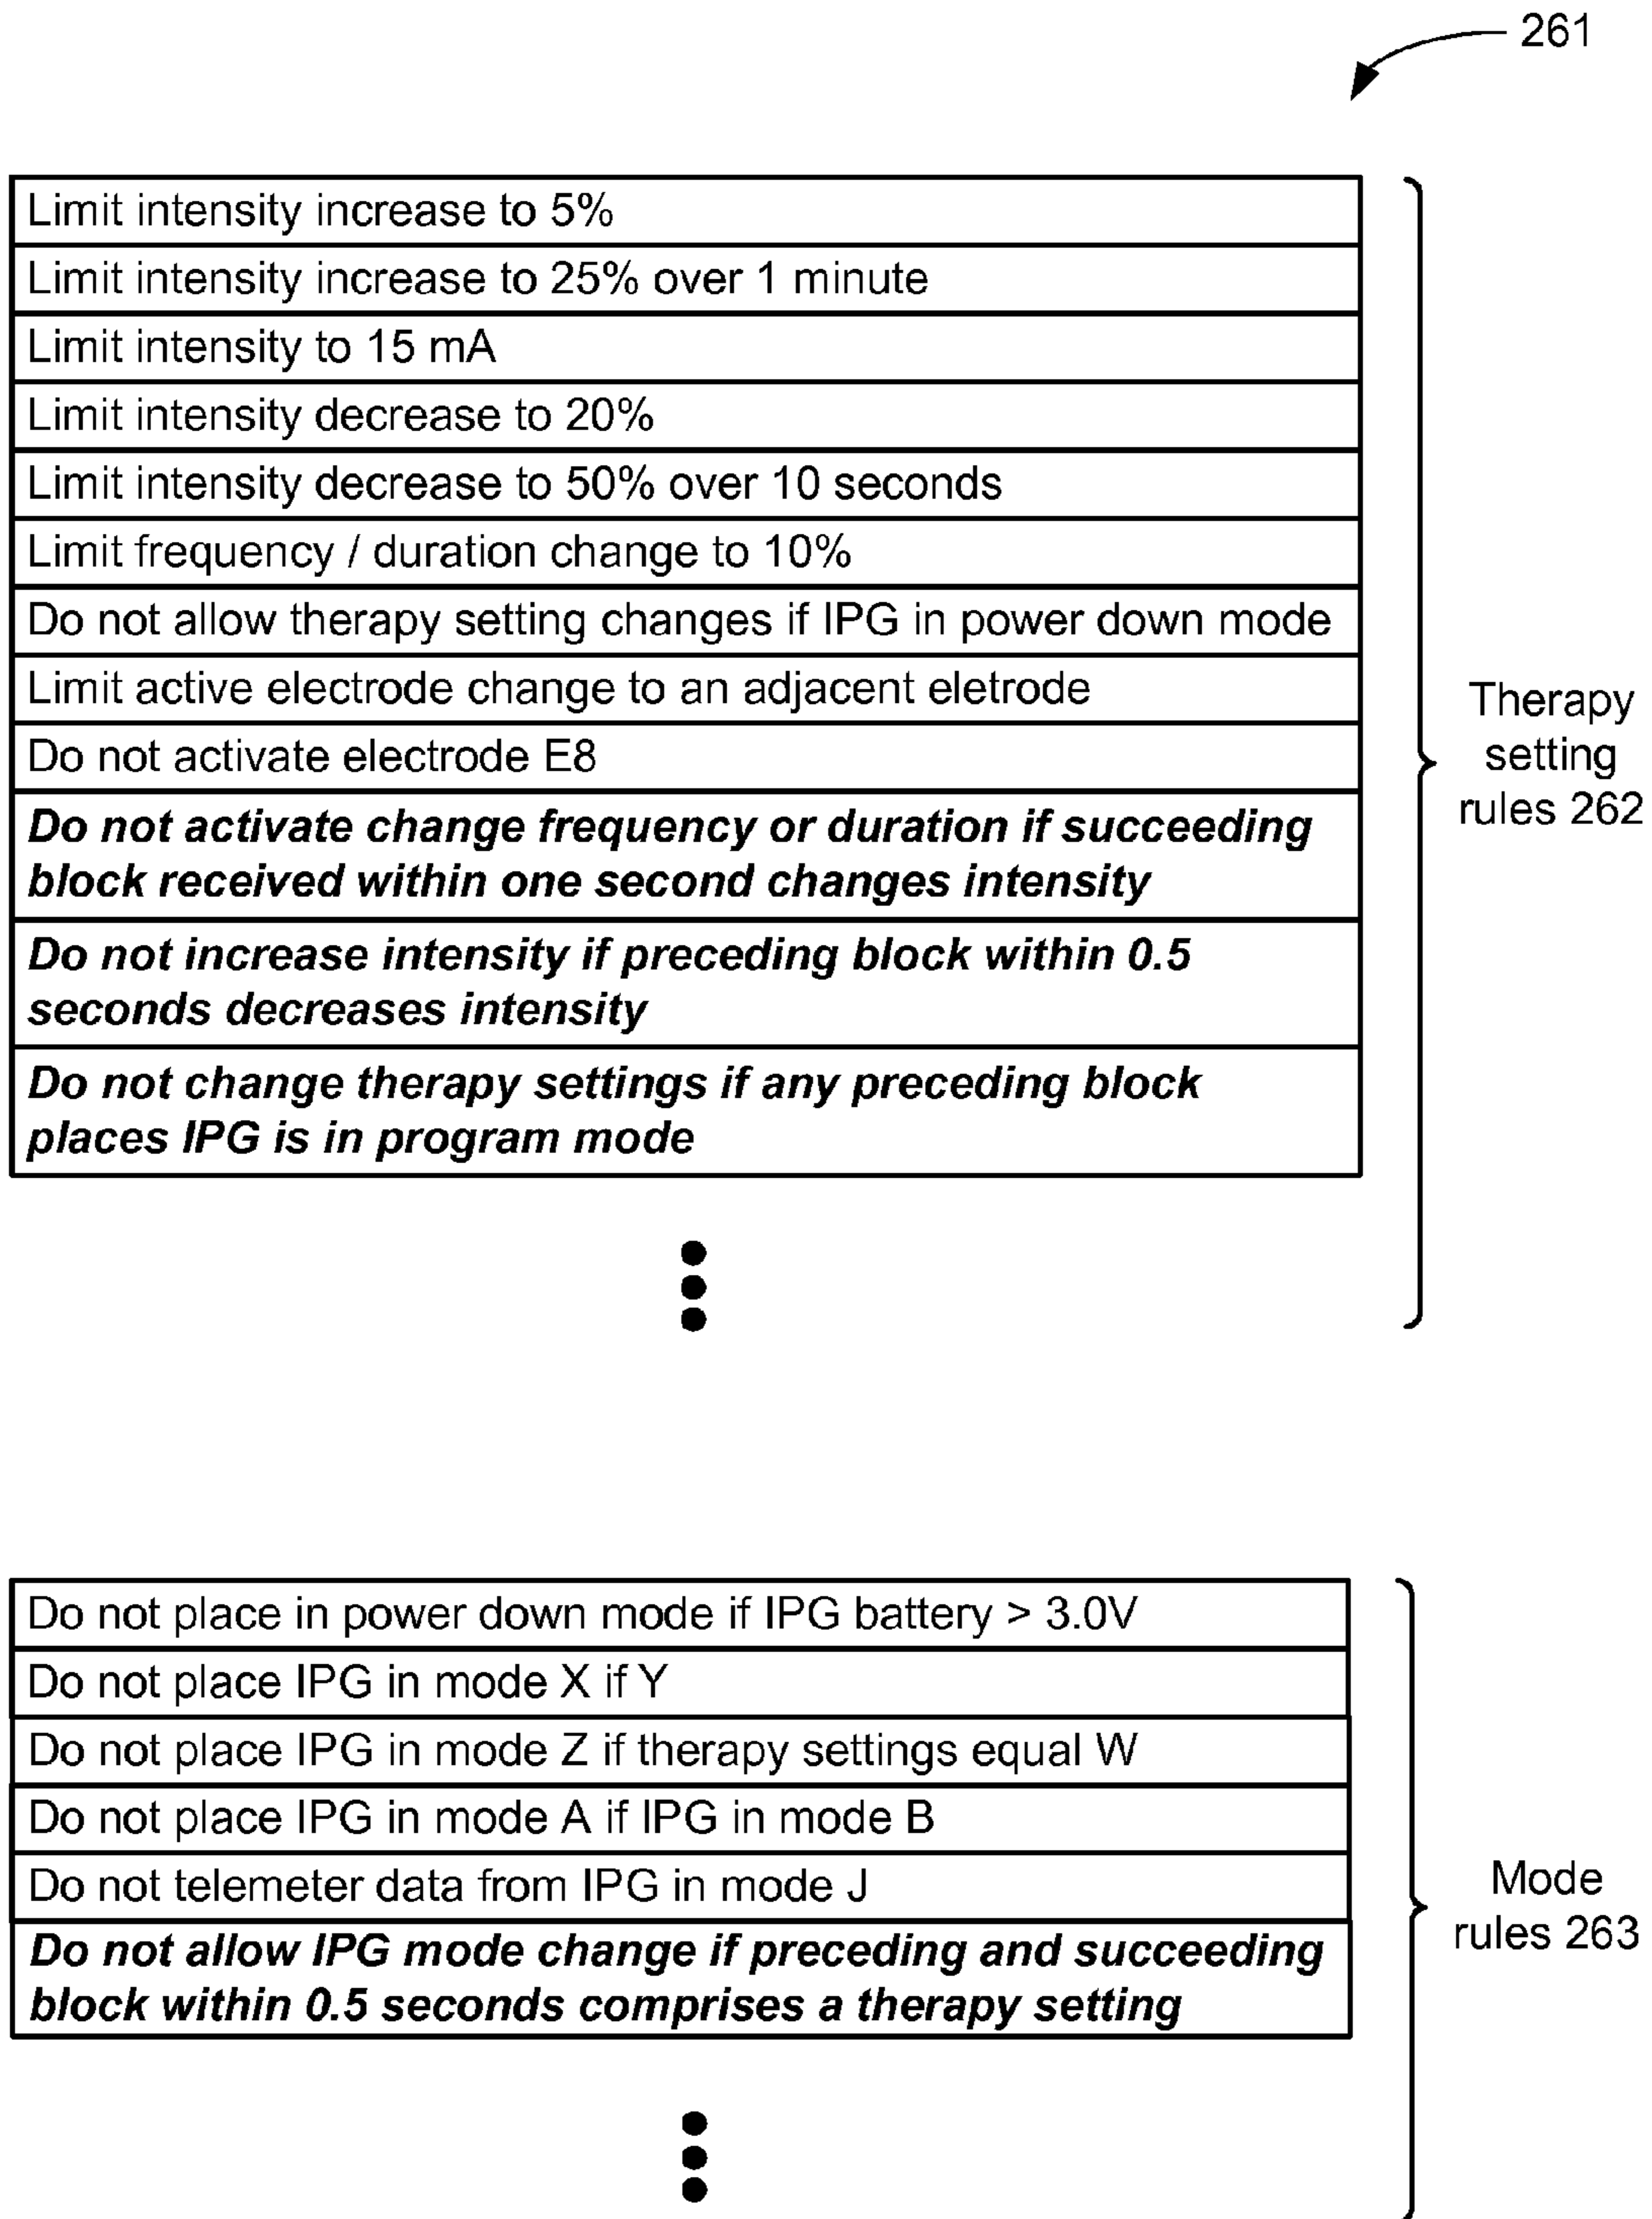 261
Limit intensity increase to 5%
Limit intensity increase to 25% over 1 minute
Limit intensity to 15 mA
Limit intensity decrease to 20%
Limit intensity decrease to 50% over 10 seconds
Limit frequency / duration change to 10%
Do not allow therapy setting changes if IPG in power down mode
Limit active electrode change to an adjacent eletrode
Do not activate electrode E8
Do not activate change frequency or duration if succeeding
block received within one second changes intensity
Do not increase intensity if preceding block within 0.5
seconds decreases intensity
Do not change therapy settings if any preceding block
places IPG is in program mode
Therapy
setting
rules 262
Do not place in power down mode if IPG battery > 3.0V
Do not place IPG in mode X if Y
Do not place IPG in mode Z if therapy settings equal W
Do not place IPG in mode A if IPG in mode B
Do not telemeter data from IPG in mode J
Do not allow IPG mode change if preceding and succeeding
block within 0.5 seconds comprises a therapy setting
Mode
rules 263